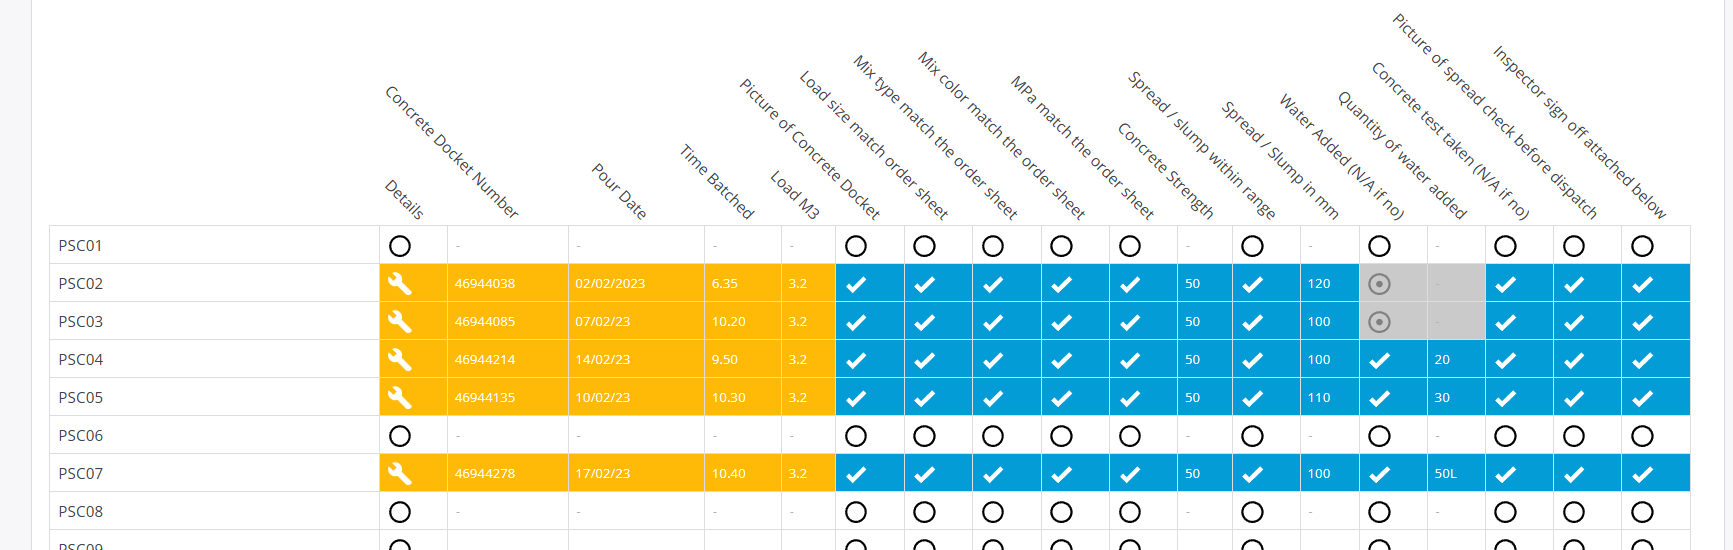 Details
Concrete Docket Number
Pour Date
Time Batched
Load M3
Picture of Concrete Docket
Load size match order sheet
Mix type match the order sheet
Mix color match the order sheet
MPa match the order sheet
Concrete Strength
Spread / slump within range
Spread / Slump in mm
Water Added (N/A if no)
Quantity of water added
Concrete test taken (N/A if no)
Picture of spread check before dispatch
Inspector sign off attached below
PSC01 - - - - - - -
PSC02 46944038 02/02/2023 6.35 3.2 50 120 -
PSC03 46944085 07/02/23 10.20 3.2 50 100 -
PSC04 46944214 14/02/23 9.50 3.2 50 100 20
PSC05 46944135 10/02/23 10.30 3.2 50 110 30
PSC06 - - - - - - -
PSC07 46944278 17/02/23 10.40 3.2 50 100 50L
PSC08 - - - - - - -
PSC09